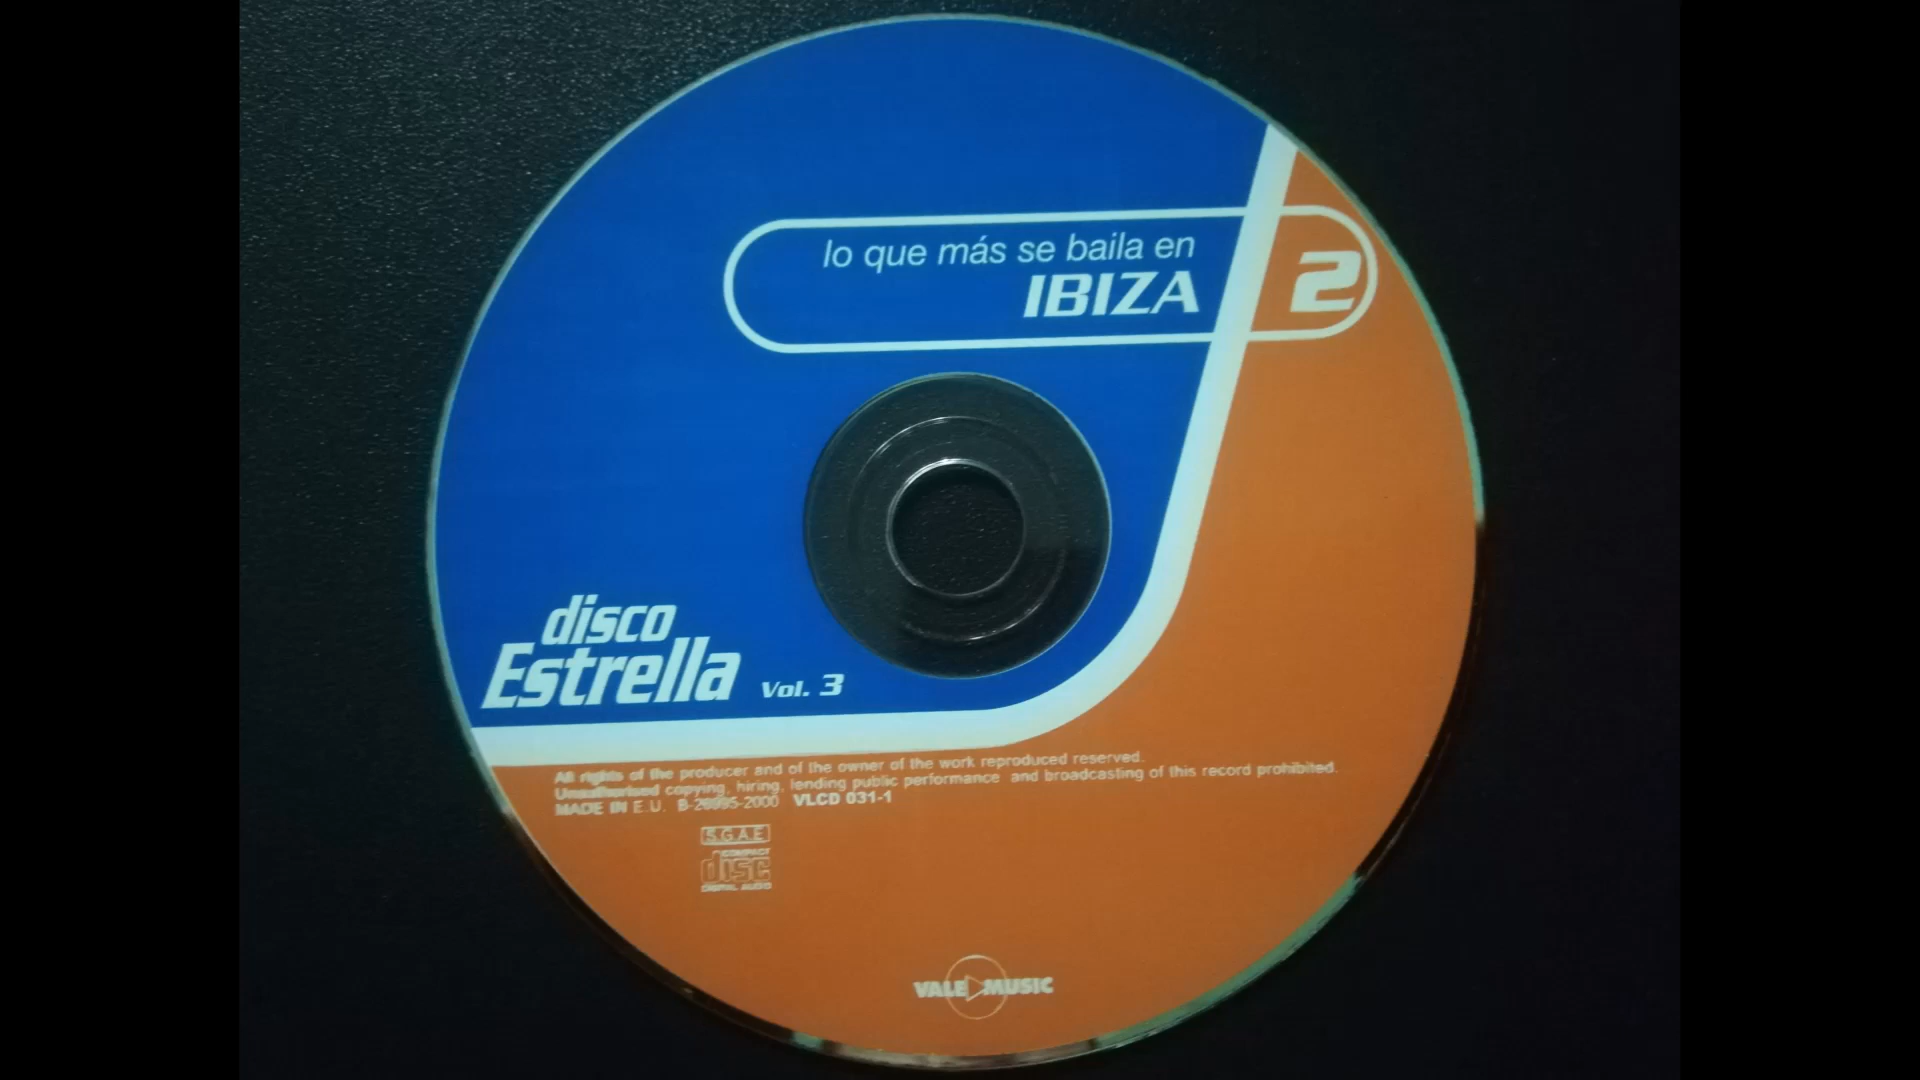 lo que más se baila en
IBIZA
2
disco
Estrella Vol. 3
All rights of the producer and of the owner of the work reproduced reserved.
Unauthorised copying, hiring, lending public performance and broadcasting of this record prohibited.
MADE IN E.U. VLCD 031-1
S.G.A.E
COMPACT
disc
DIGITAL AUDIO
VALE MUSIC